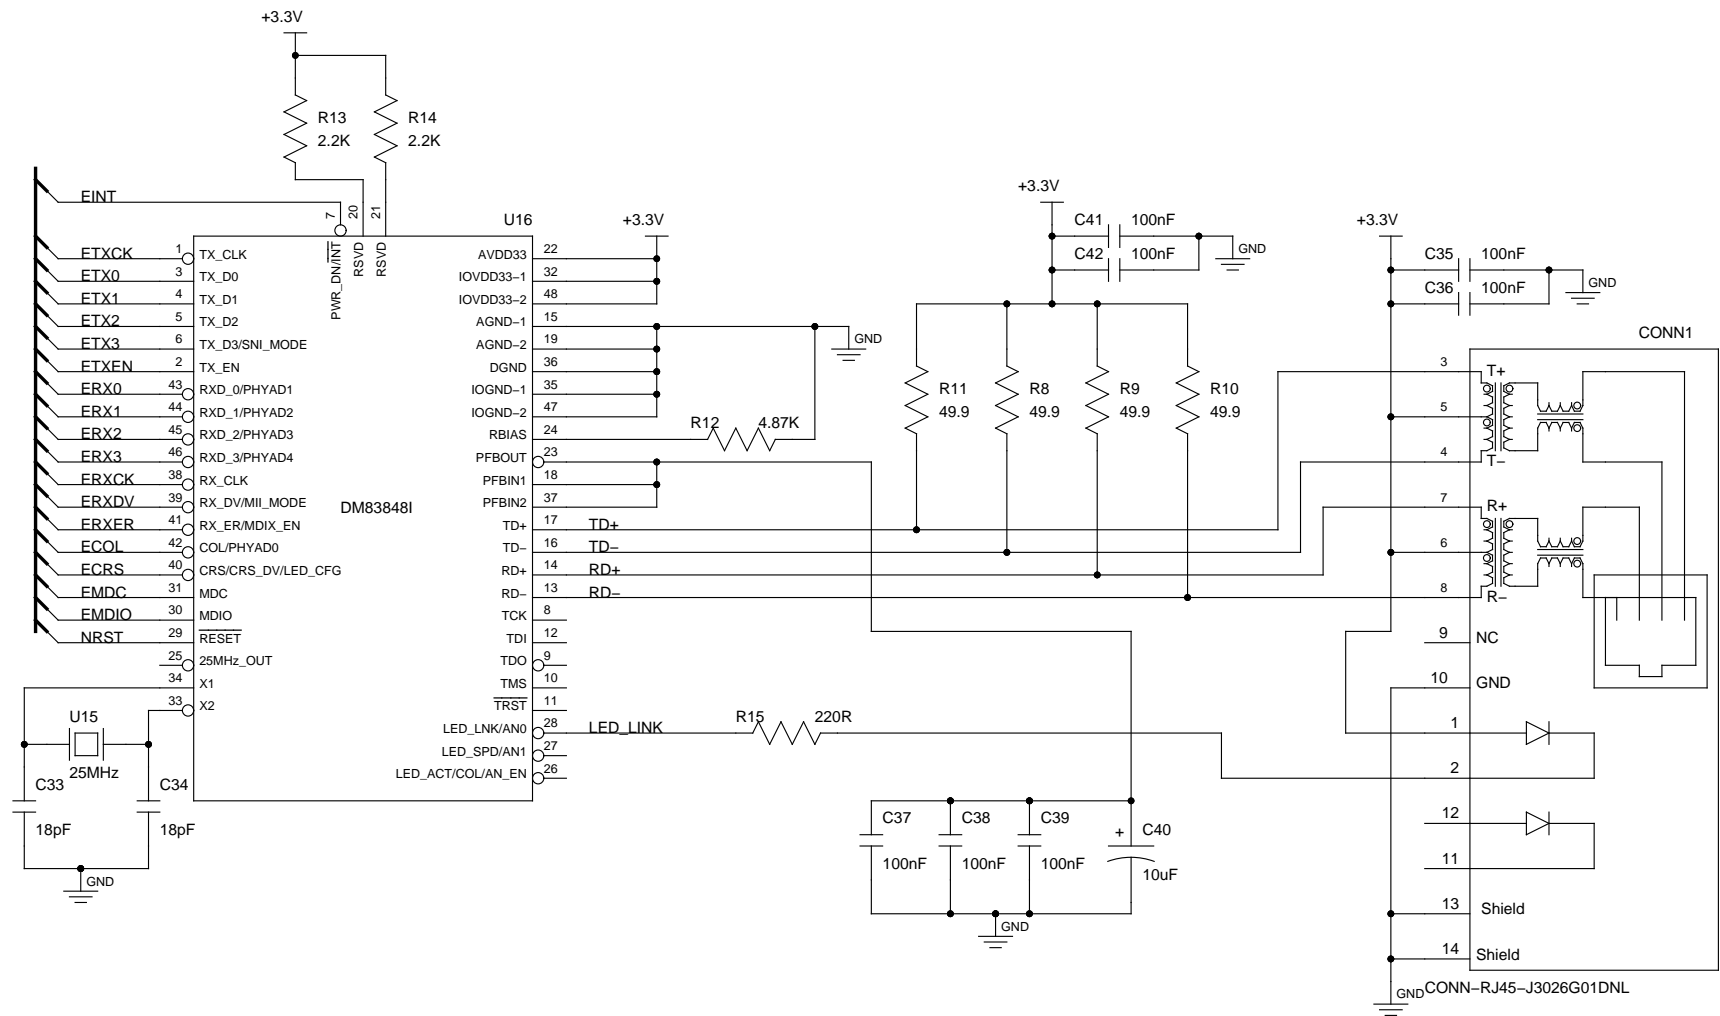 +3.3V
R13
2.2K
R14
2.2K
EINT
7
20
21
U16
+3.3V
PWR_DN/INT
RSVD
RSVD
ETXCK 1 TX_CLK
ETX0 3 TX_D0
ETX1 4 TX_D1
ETX2 5 TX_D2
ETX3 6 TX_D3/SNI_MODE
ETXEN 2 TX_EN
ERX0 43 RXD_0/PHYAD1
ERX1 44 RXD_1/PHYAD2
ERX2 45 RXD_2/PHYAD3
ERX3 46 RXD_3/PHYAD4
ERXCK 38 RX_CLK
ERXDV 39 RX_DV/MII_MODE
ERXER 41 RX_ER/MDIX_EN
ECOL 42 COL/PHYAD0
ECRS 40 CRS/CRS_DV/LED_CFG
EMDC 31 MDC
EMDIO 30 MDIO
NRST 29 RESET
25 25MHz_OUT
34 X1
33 X2
DM83848I
AVDD33 22
IOVDD33−1 32
IOVDD33−2 48
AGND−1 15
AGND−2 19
DGND 36
IOGND−1 35
IOGND−2 47
RBIAS 24
PFBOUT 23
PFBIN1 18
PFBIN2 37
TD+ 17 TD+
TD− 16 TD−
RD+ 14 RD+
RD− 13 RD−
TCK 8
TDI 12
TDO 9
TMS 10
TRST 11
LED_LNK/AN0 28 LED_LINK
LED_SPD/AN1 27
LED_ACT/COL/AN_EN 26
GND
R12 4.87K
R15 220R
U15
25MHz
C33
18pF
C34
18pF
GND
+3.3V
C41 100nF
C42 100nF
GND
R11
49.9
R8
49.9
R9
49.9
R10
49.9
C37
100nF
C38
100nF
C39
100nF
+
C40
10uF
GND
+3.3V
C35 100nF
C36 100nF
GND
CONN1
3 T+
5
4 T−
7 R+
6
8 R−
9 NC
10 GND
1
2
12
11
13 Shield
14 Shield
GND
CONN−RJ45−J3026G01DNL